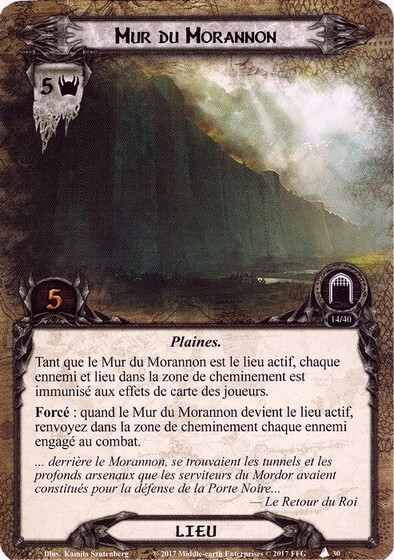 Mur du Morannon
5
5
14/40
Plaines.
Tant que le Mur du Morannon est le lieu actif, chaque
ennemi et lieu dans la zone de cheminement est
immunisé aux effets de carte des joueurs.
Forcé : quand le Mur du Morannon devient le lieu actif,
renvoyez dans la zone de cheminement chaque ennemi
engagé au combat.
... derrière le Morannon, se trouvaient les tunnels et les
profonds arsenaux que les serviteurs du Mordor avaient
constitués pour la défense de la Porte Noire...
— Le Retour du Roi
LIEU
Illus. Kamila Szutenberg © 2017 Middle-earth Enterprises © 2017 FFG 30